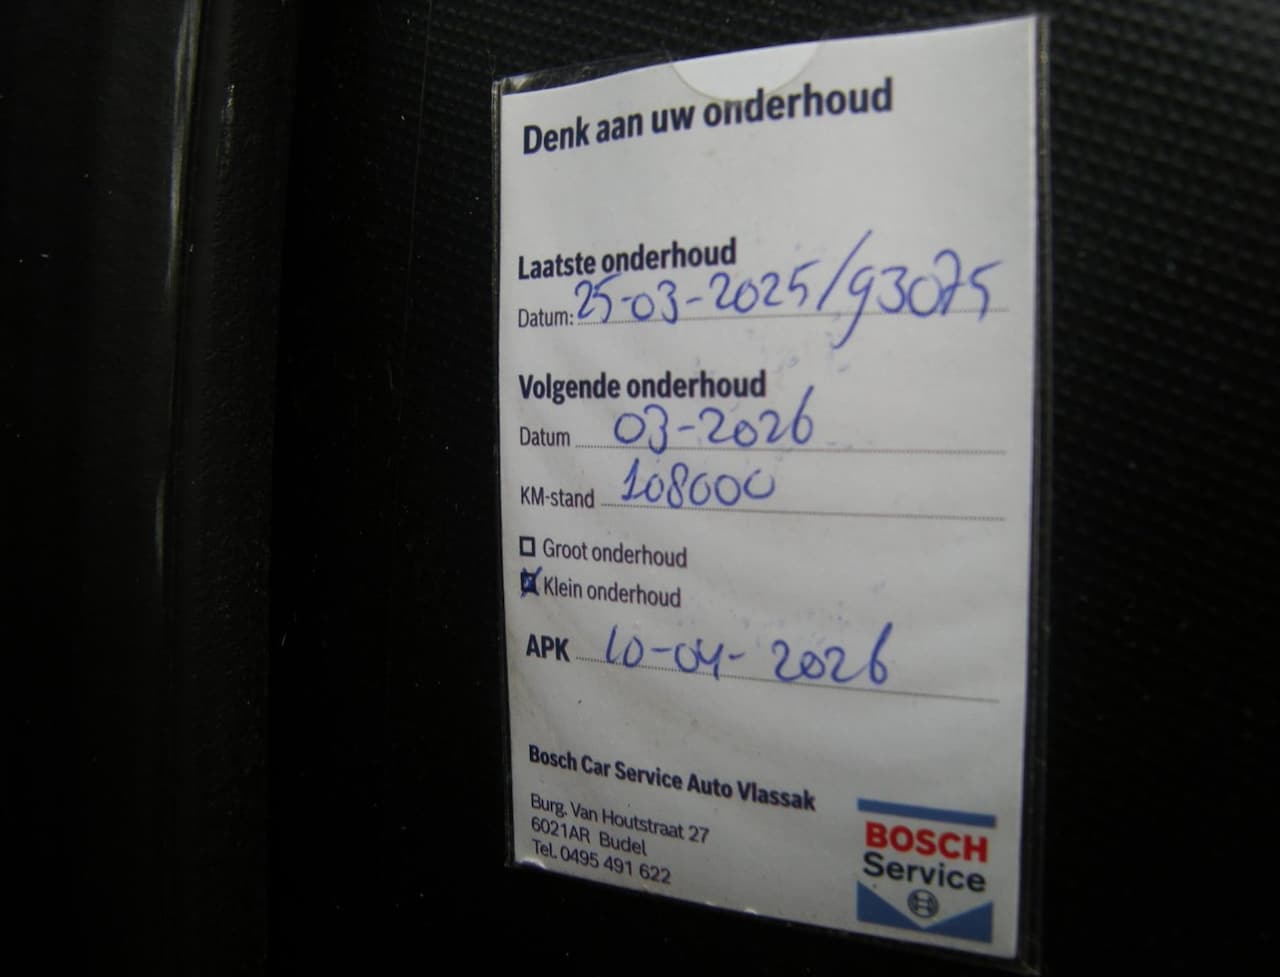 Denk aan uw onderhoud
Laatste onderhoud
Datum: 25-03-2025/93075
Volgende onderhoud
Datum 03-2026
KM-stand 108000
Groot onderhoud
Klein onderhoud
APK 10-04-2026
Bosch Car Service Auto Vlassak
Burg. Van Houtstraat 27
6021AR Budel
Tel. 0495 491 622
BOSCH
Service